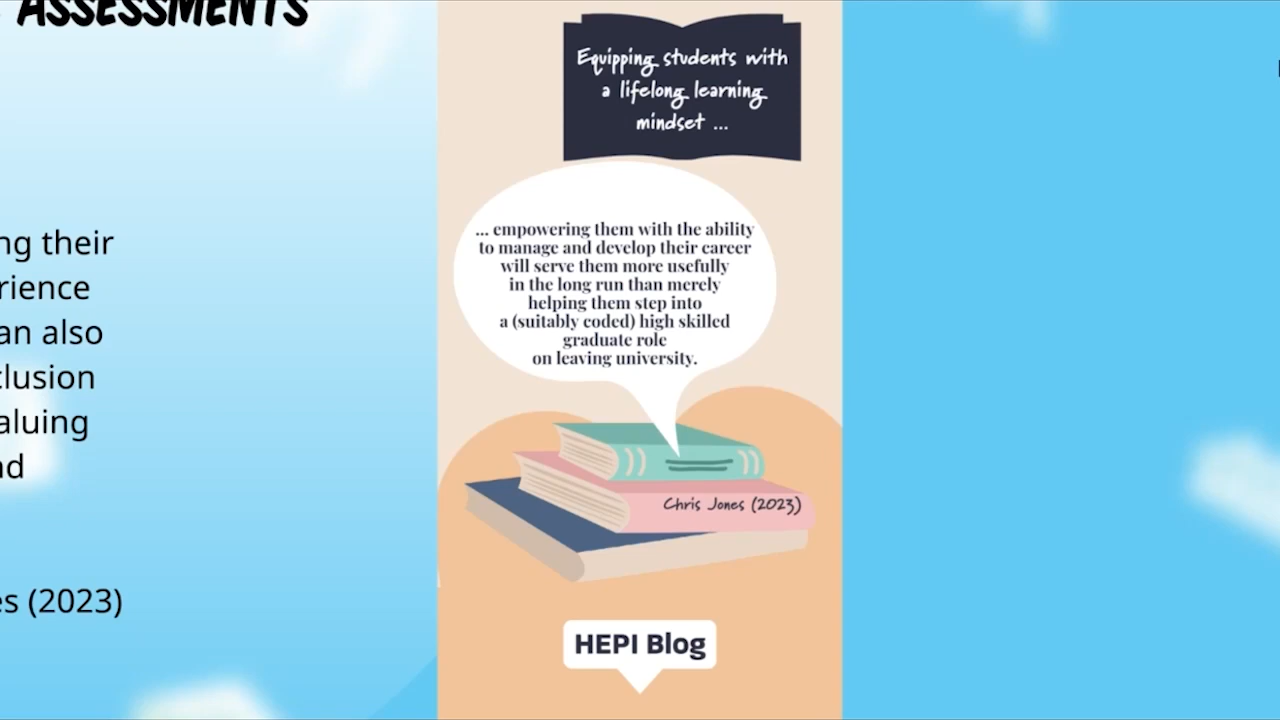 ASSESSMENTS
ng their
rience
an also
clusion
aluing
nd
es (2023)
Equipping students with
a lifelong learning
mindset ...
... empowering them with the ability
to manage and develop their career
will serve them more usefully
in the long run than merely
helping them step into
a (suitably coded) high skilled
graduate role
on leaving university.
Chris Jones (2023)
HEPI Blog